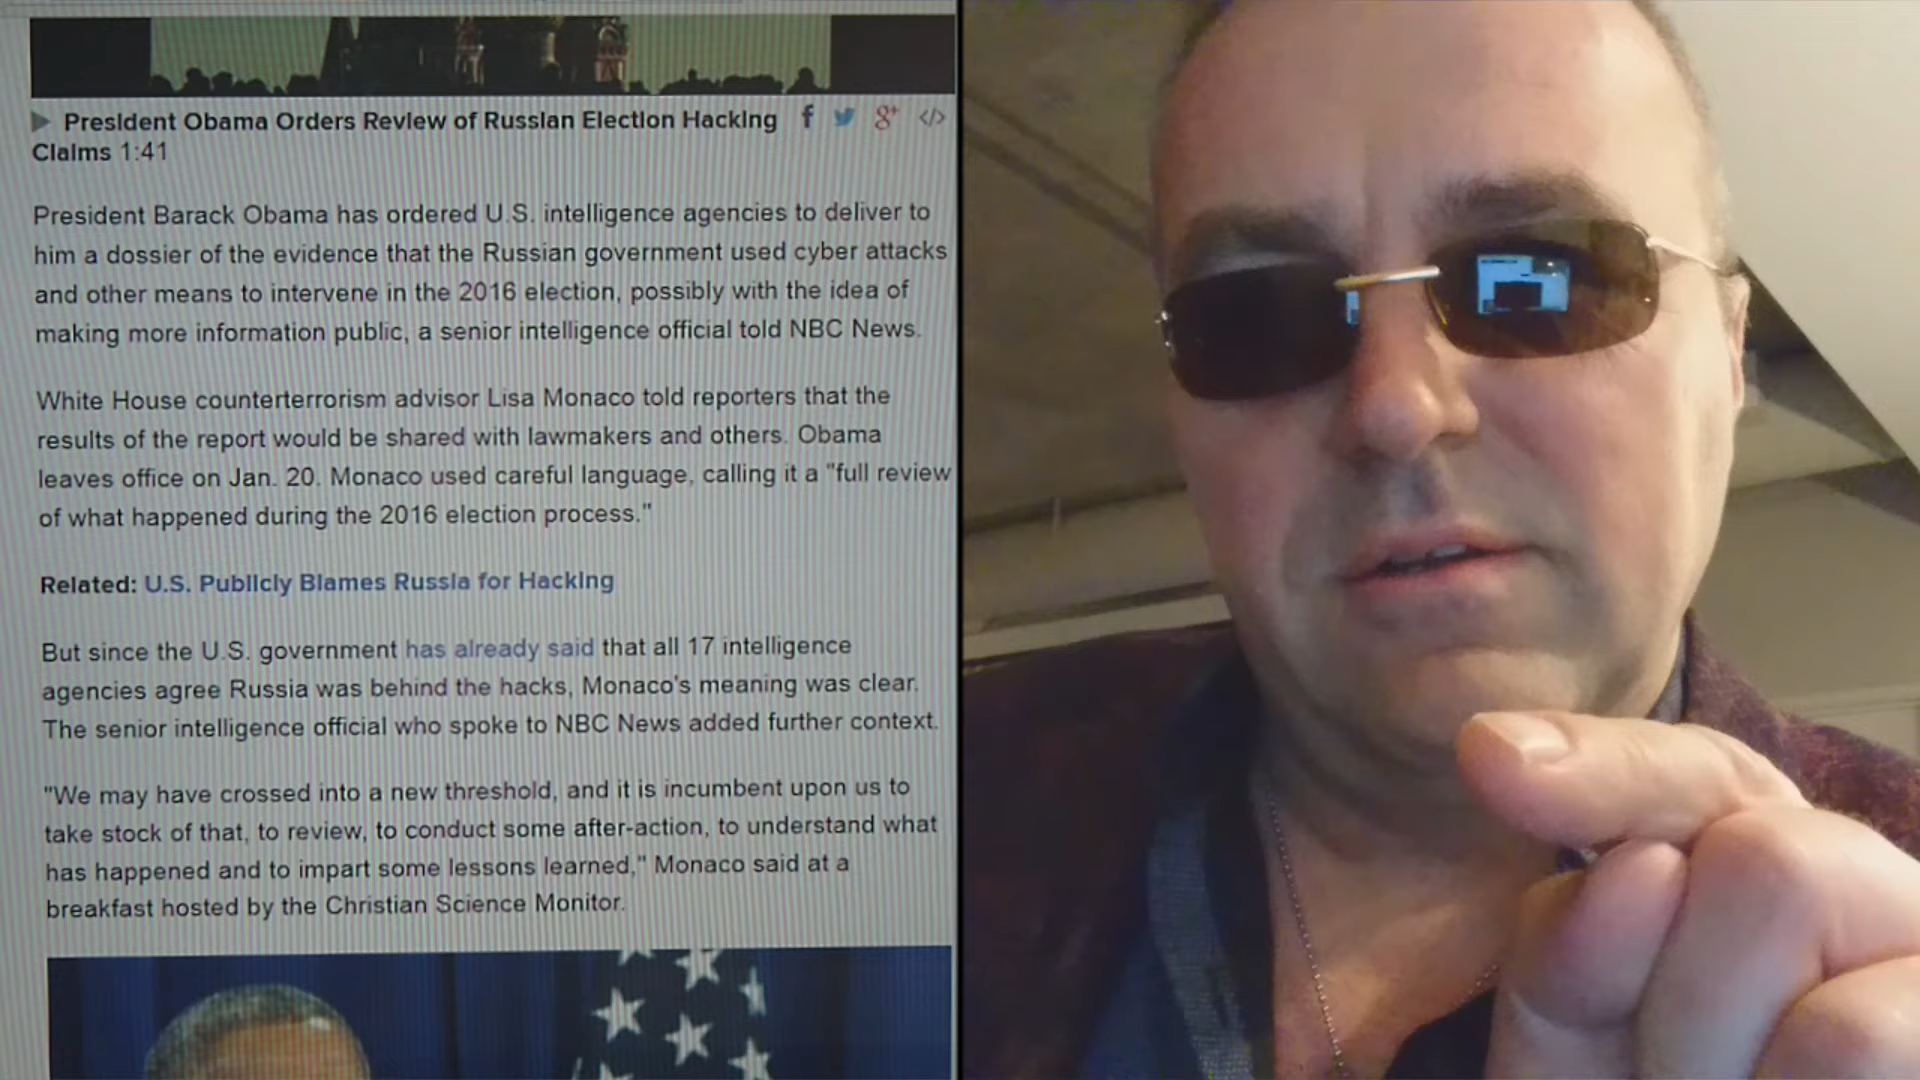 President Obama Orders Review of Russian Election Hacking f g+ </>
Claims 1:41
President Barack Obama has ordered U.S. intelligence agencies to deliver to
him a dossier of the evidence that the Russian government used cyber attacks
and other means to intervene in the 2016 election, possibly with the idea of
making more information public, a senior intelligence official told NBC News.
White House counterterrorism advisor Lisa Monaco told reporters that the
results of the report would be shared with lawmakers and others. Obama
leaves office on Jan. 20. Monaco used careful language, calling it a "full review
of what happened during the 2016 election process."
Related: U.S. Publicly Blames Russia for Hacking
But since the U.S. government has already said that all 17 intelligence
agencies agree Russia was behind the hacks, Monaco's meaning was clear.
The senior intelligence official who spoke to NBC News added further context.
"We may have crossed into a new threshold, and it is incumbent upon us to
take stock of that, to review, to conduct some after-action, to understand what
has happened and to impart some lessons learned," Monaco said at a
breakfast hosted by the Christian Science Monitor.